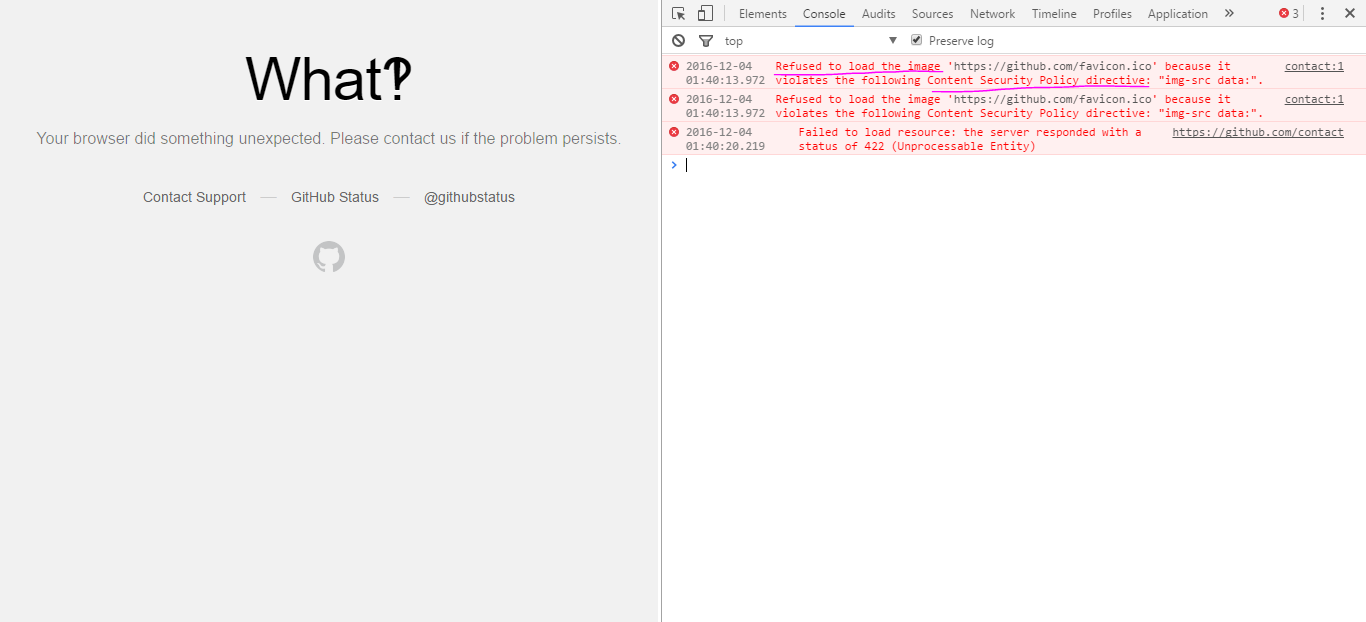 What‽
Your browser did something unexpected. Please contact us if the problem persists.
Contact Support — GitHub Status — @githubstatus
Elements Console Audits Sources Network Timeline Profiles Application » 3
top ▼ Preserve log
2016-12-04 Refused to load the image 'https://github.com/favicon.ico' because it contact:1
01:40:13.972 violates the following Content Security Policy directive: "img-src data:".
2016-12-04 Refused to load the image 'https://github.com/favicon.ico' because it contact:1
01:40:13.972 violates the following Content Security Policy directive: "img-src data:".
2016-12-04 Failed to load resource: the server responded with a https://github.com/contact
01:40:20.219 status of 422 (Unprocessable Entity)